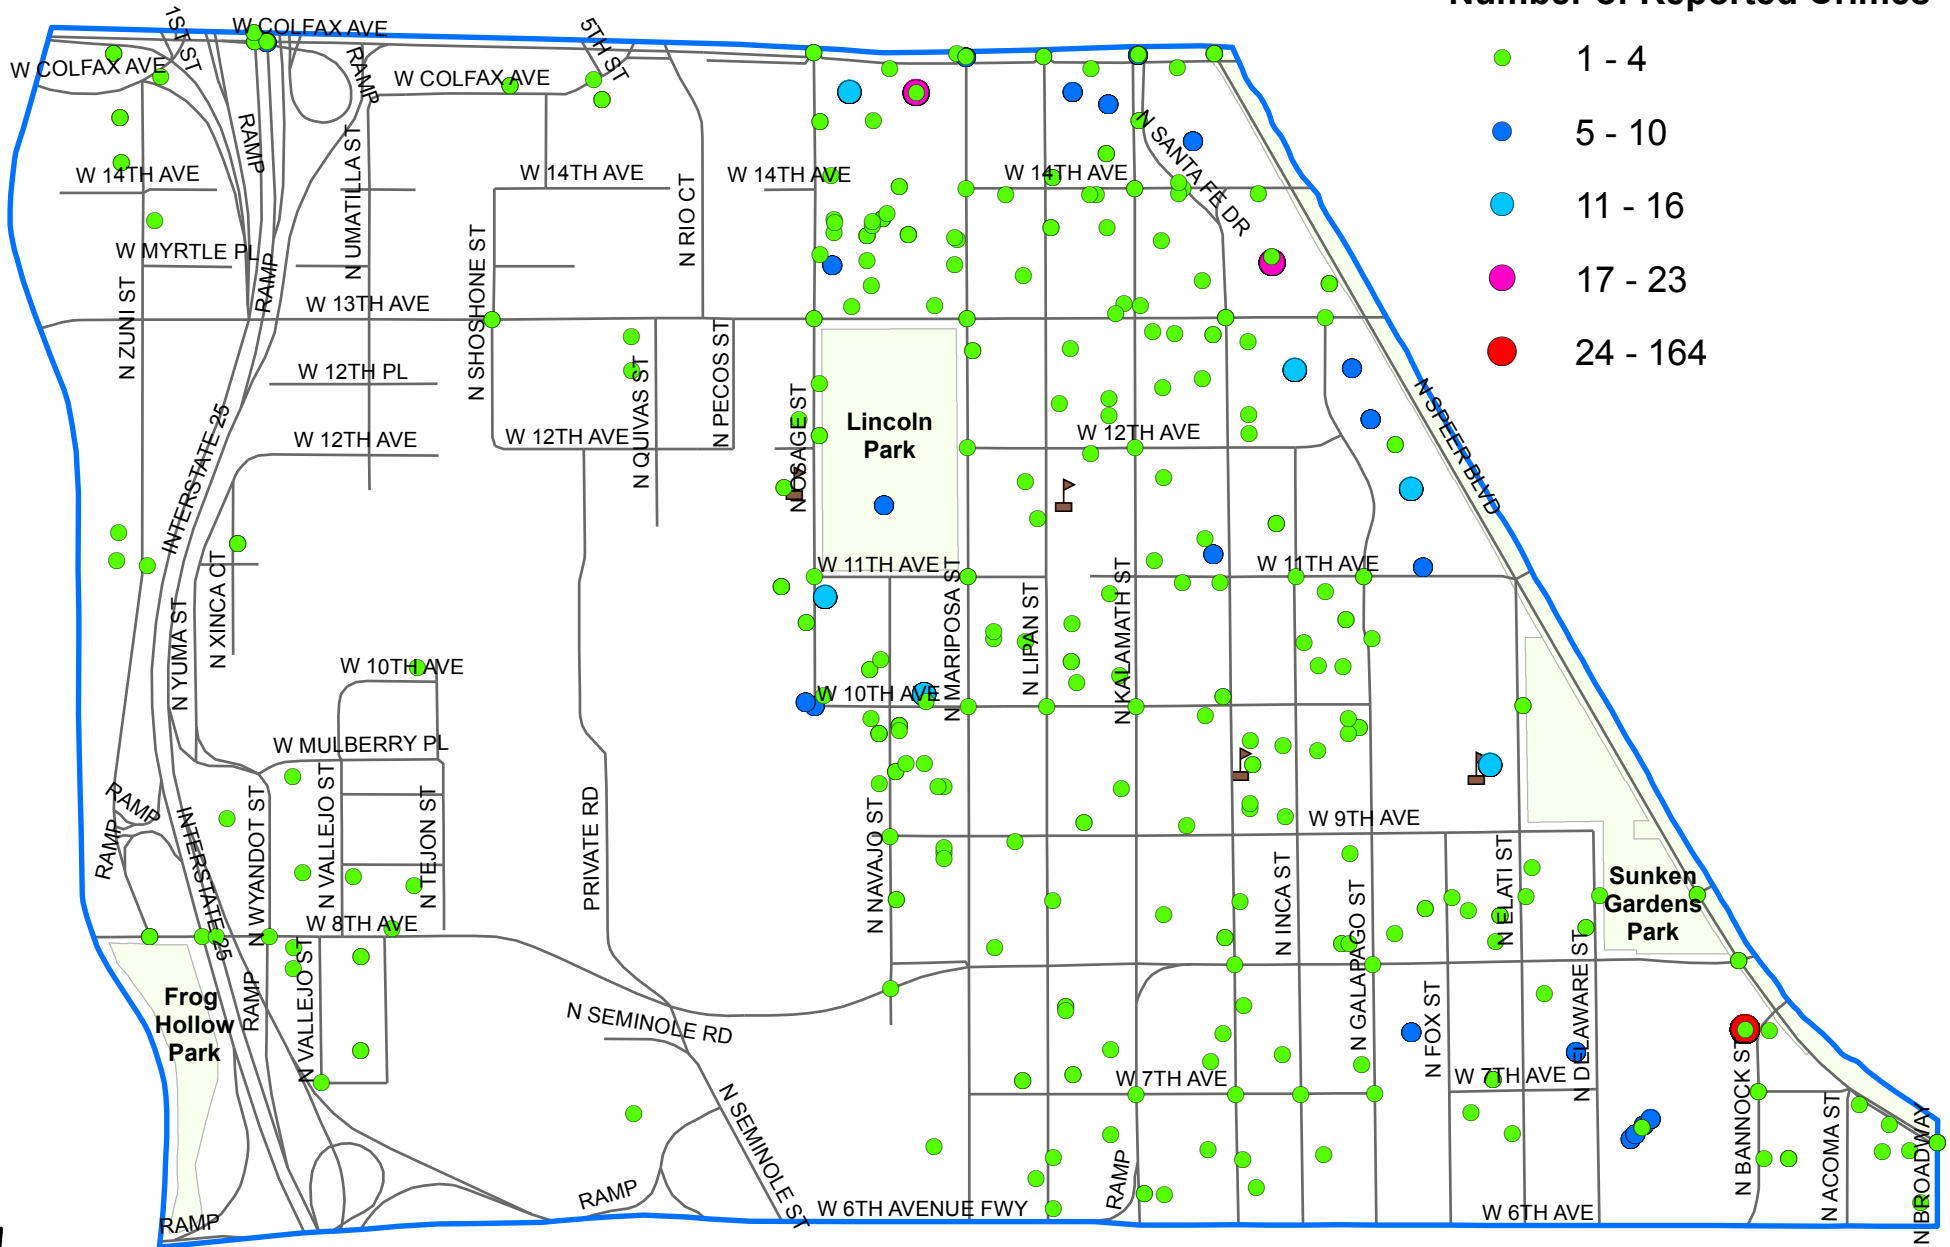 Number of Reported Crimes
1 - 4
5 - 10
11 - 16
17 - 23
24 - 164
1ST ST
W COLFAX AVE
5TH ST
W COLFAX AVE
RAMP
W COLFAX AVE
RAMP
N UMATILLA ST
N SANTA FE DR
W 14TH AVE
W 14TH AVE
W 14TH AVE
W 14TH AVE
N RIO CT
W MYRTLE PL
RAMP
N SHOSHONE ST
N ZUNI ST
W 13TH AVE
W 12TH PL
N QUIVAS ST
N PECOS ST
N OSAGE ST
Lincoln
Park
N SPEER BLVD
INTERSTATE 25
W 12TH AVE
W 12TH AVE
W 12TH AVE
N XINCA CT
N YUMA ST
W 11TH AVE
W 11TH AVE
N MARIPOSA ST
N LIPAN ST
N KALAMATH ST
W 10TH AVE
W 10TH AVE
W MULBERRY PL
RAMP
RAMP
INTERSTATE 25
N WYANDOT ST
N VALLEJO ST
N TEJON ST
PRIVATE RD
N NAVAJO ST
W 9TH AVE
N INCA ST
N GALAPAGO ST
N ELATI ST
Sunken
Gardens
Park
W 8TH AVE
N VALLEJO ST
RAMP
Frog
Hollow
Park
N SEMINOLE RD
N FOX ST
N DELAWARE ST
W 7TH AVE
W 7TH AVE
N BANNOCK ST
N ACOMA ST
N BROADWAY
N SEMINOLE ST
RAMP
RAMP
RAMP
W 6TH AVENUE FWY
W 6TH AVE